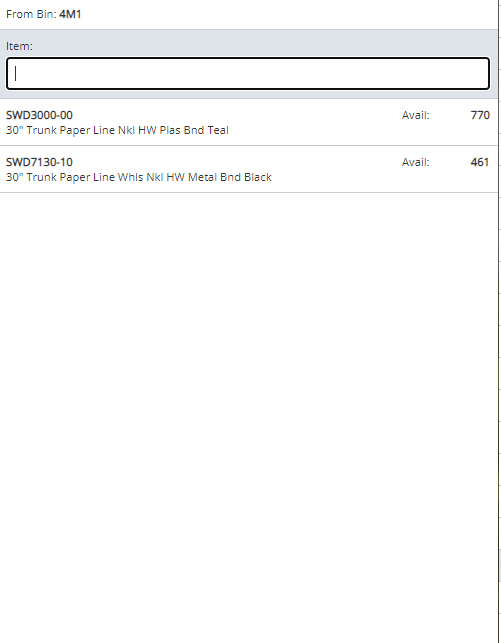 From Bin: 4M1
Item:
SWD3000-00 Avail: 770
30" Trunk Paper Line Nkl HW Plas Bnd Teal
SWD7130-10 Avail: 461
30" Trunk Paper Line Whls Nkl HW Metal Bnd Black